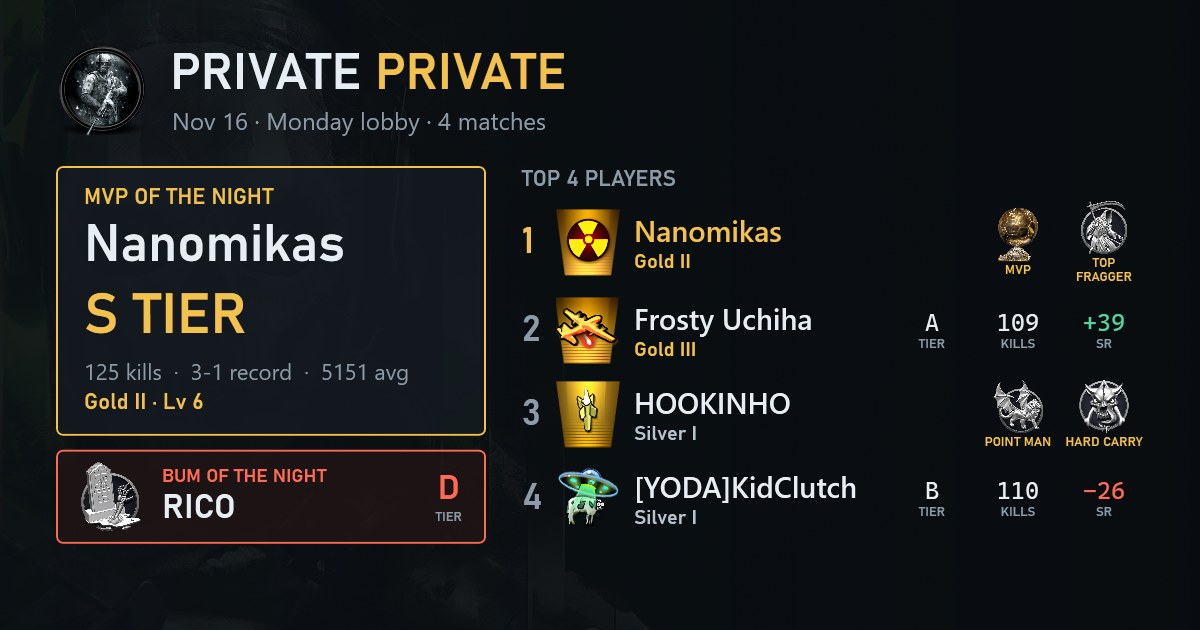 PRIVATE PRIVATE
Nov 16 · Monday lobby · 4 matches
MVP OF THE NIGHT
Nanomikas
S TIER
125 kills · 3-1 record · 5151 avg
Gold II · Lv 6
BUM OF THE NIGHT
RICO
D
TIER
TOP 4 PLAYERS
1
Nanomikas
Gold II
MVP
TOP
FRAGGER
2
Frosty Uchiha
Gold III
A
TIER
109
KILLS
+39
SR
3
HOOKINHO
Silver I
POINT MAN
HARD CARRY
4
[YODA]KidClutch
Silver I
B
TIER
110
KILLS
−26
SR